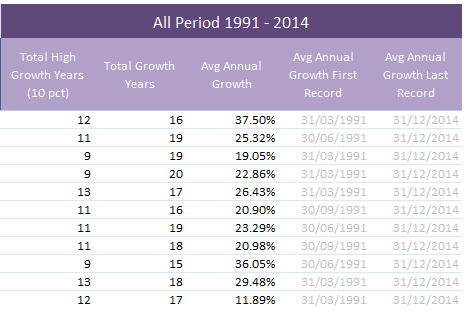 All Period 1991 - 2014
Total High Growth Years (10 pct) Total Growth Years Avg Annual Growth Avg Annual Growth First Record Avg Annual Growth Last Record
12 16 37.50% 31/03/1991 31/12/2014
11 19 25.32% 30/06/1991 31/12/2014
9 19 19.05% 31/03/1991 31/12/2014
9 20 22.86% 31/03/1991 31/12/2014
13 17 26.43% 31/03/1991 31/12/2014
11 16 20.90% 30/09/1991 31/12/2014
11 19 23.29% 30/06/1991 31/12/2014
11 18 20.98% 30/09/1991 31/12/2014
9 15 36.05% 30/06/1991 31/12/2014
13 18 29.48% 31/03/1991 31/12/2014
12 17 11.89% 31/03/1991 31/12/2014